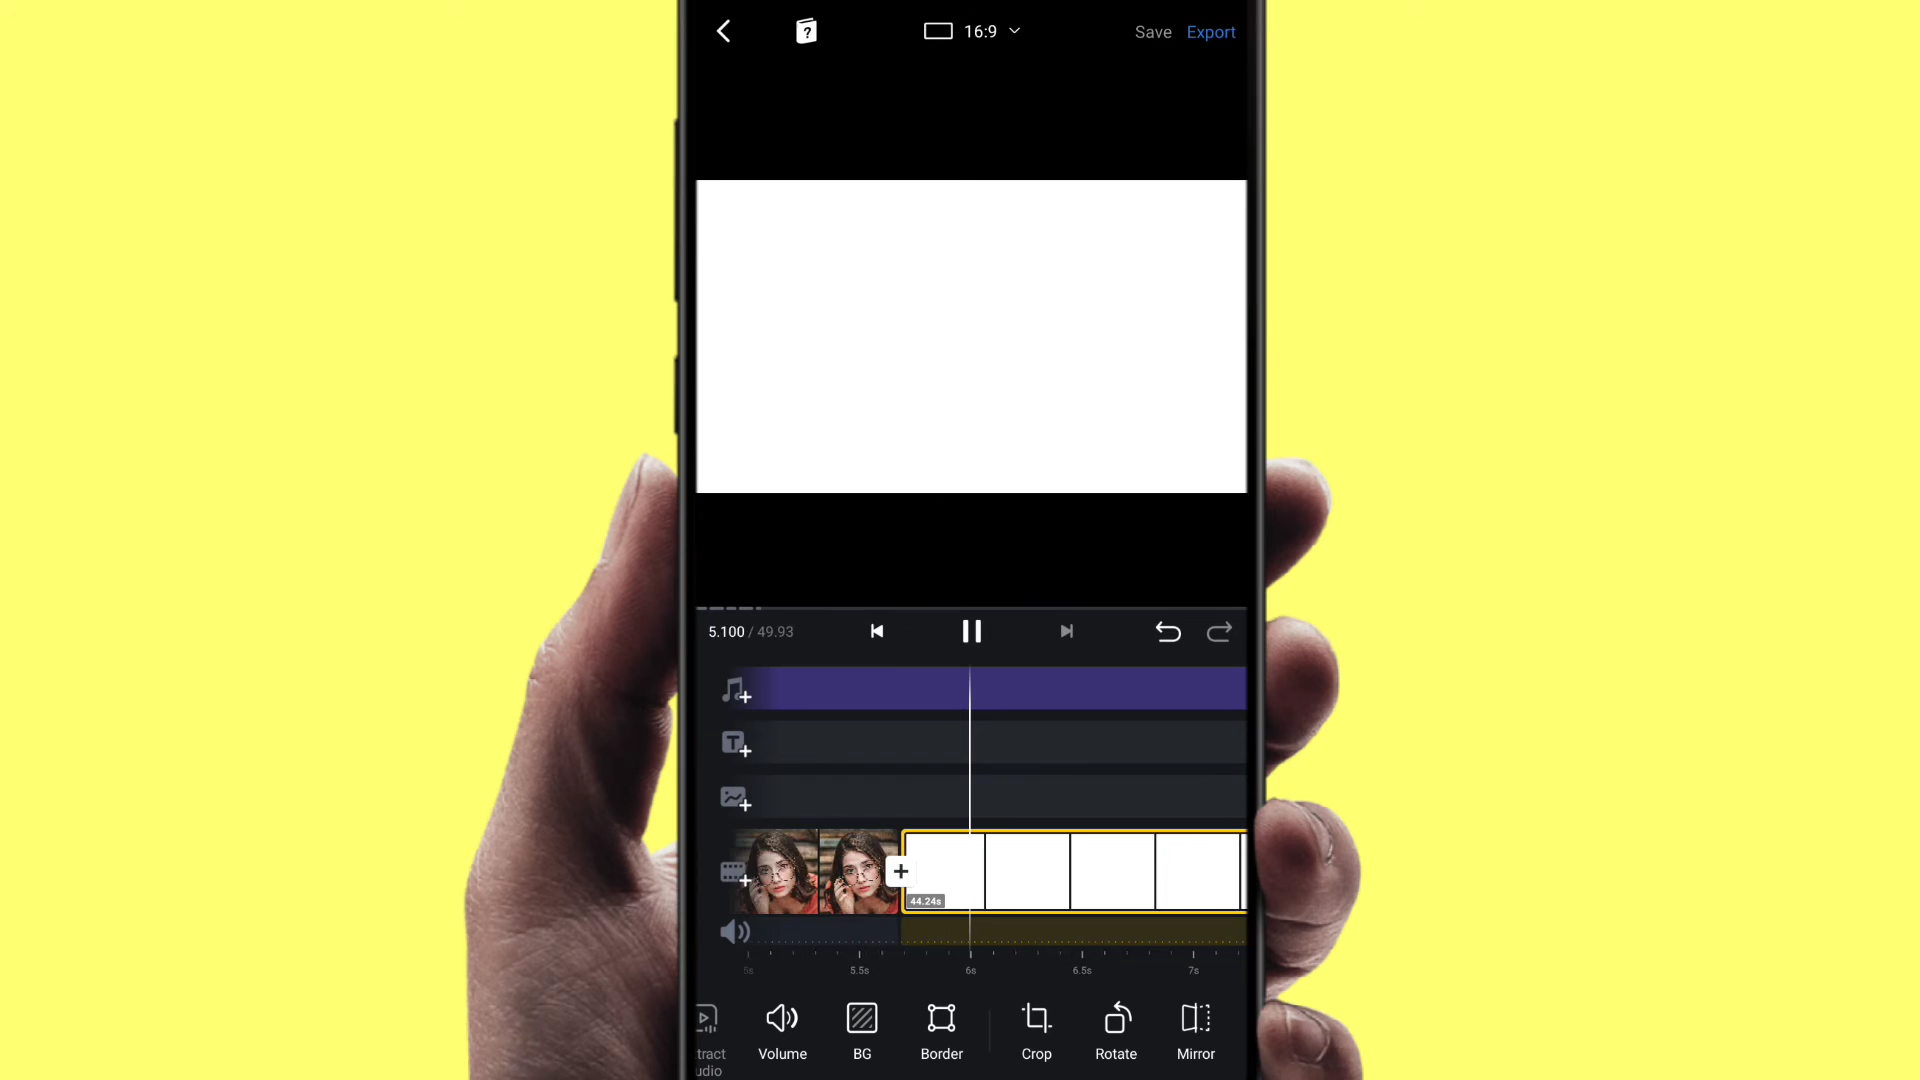 ?
16:9
Save
Export
5.100 / 49.93
T
44.24s
5s
5.5s
6s
6.5s
7s
tract
udio
Volume
BG
Border
Crop
Rotate
Mirror